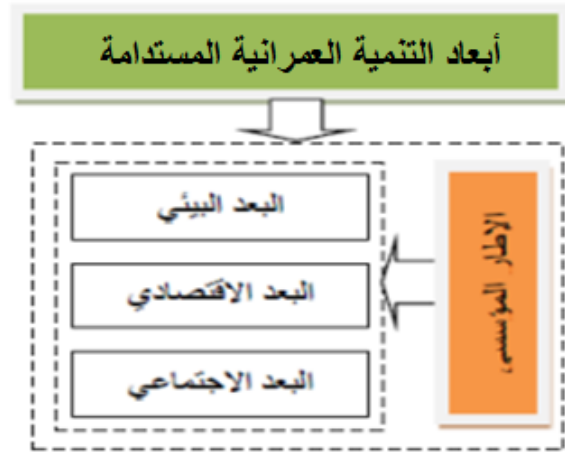 أبعاد التنمية العمرانية المستدامة
الإطار المؤسسي
البعد البيئي
البعد الاقتصادي
البعد الاجتماعي